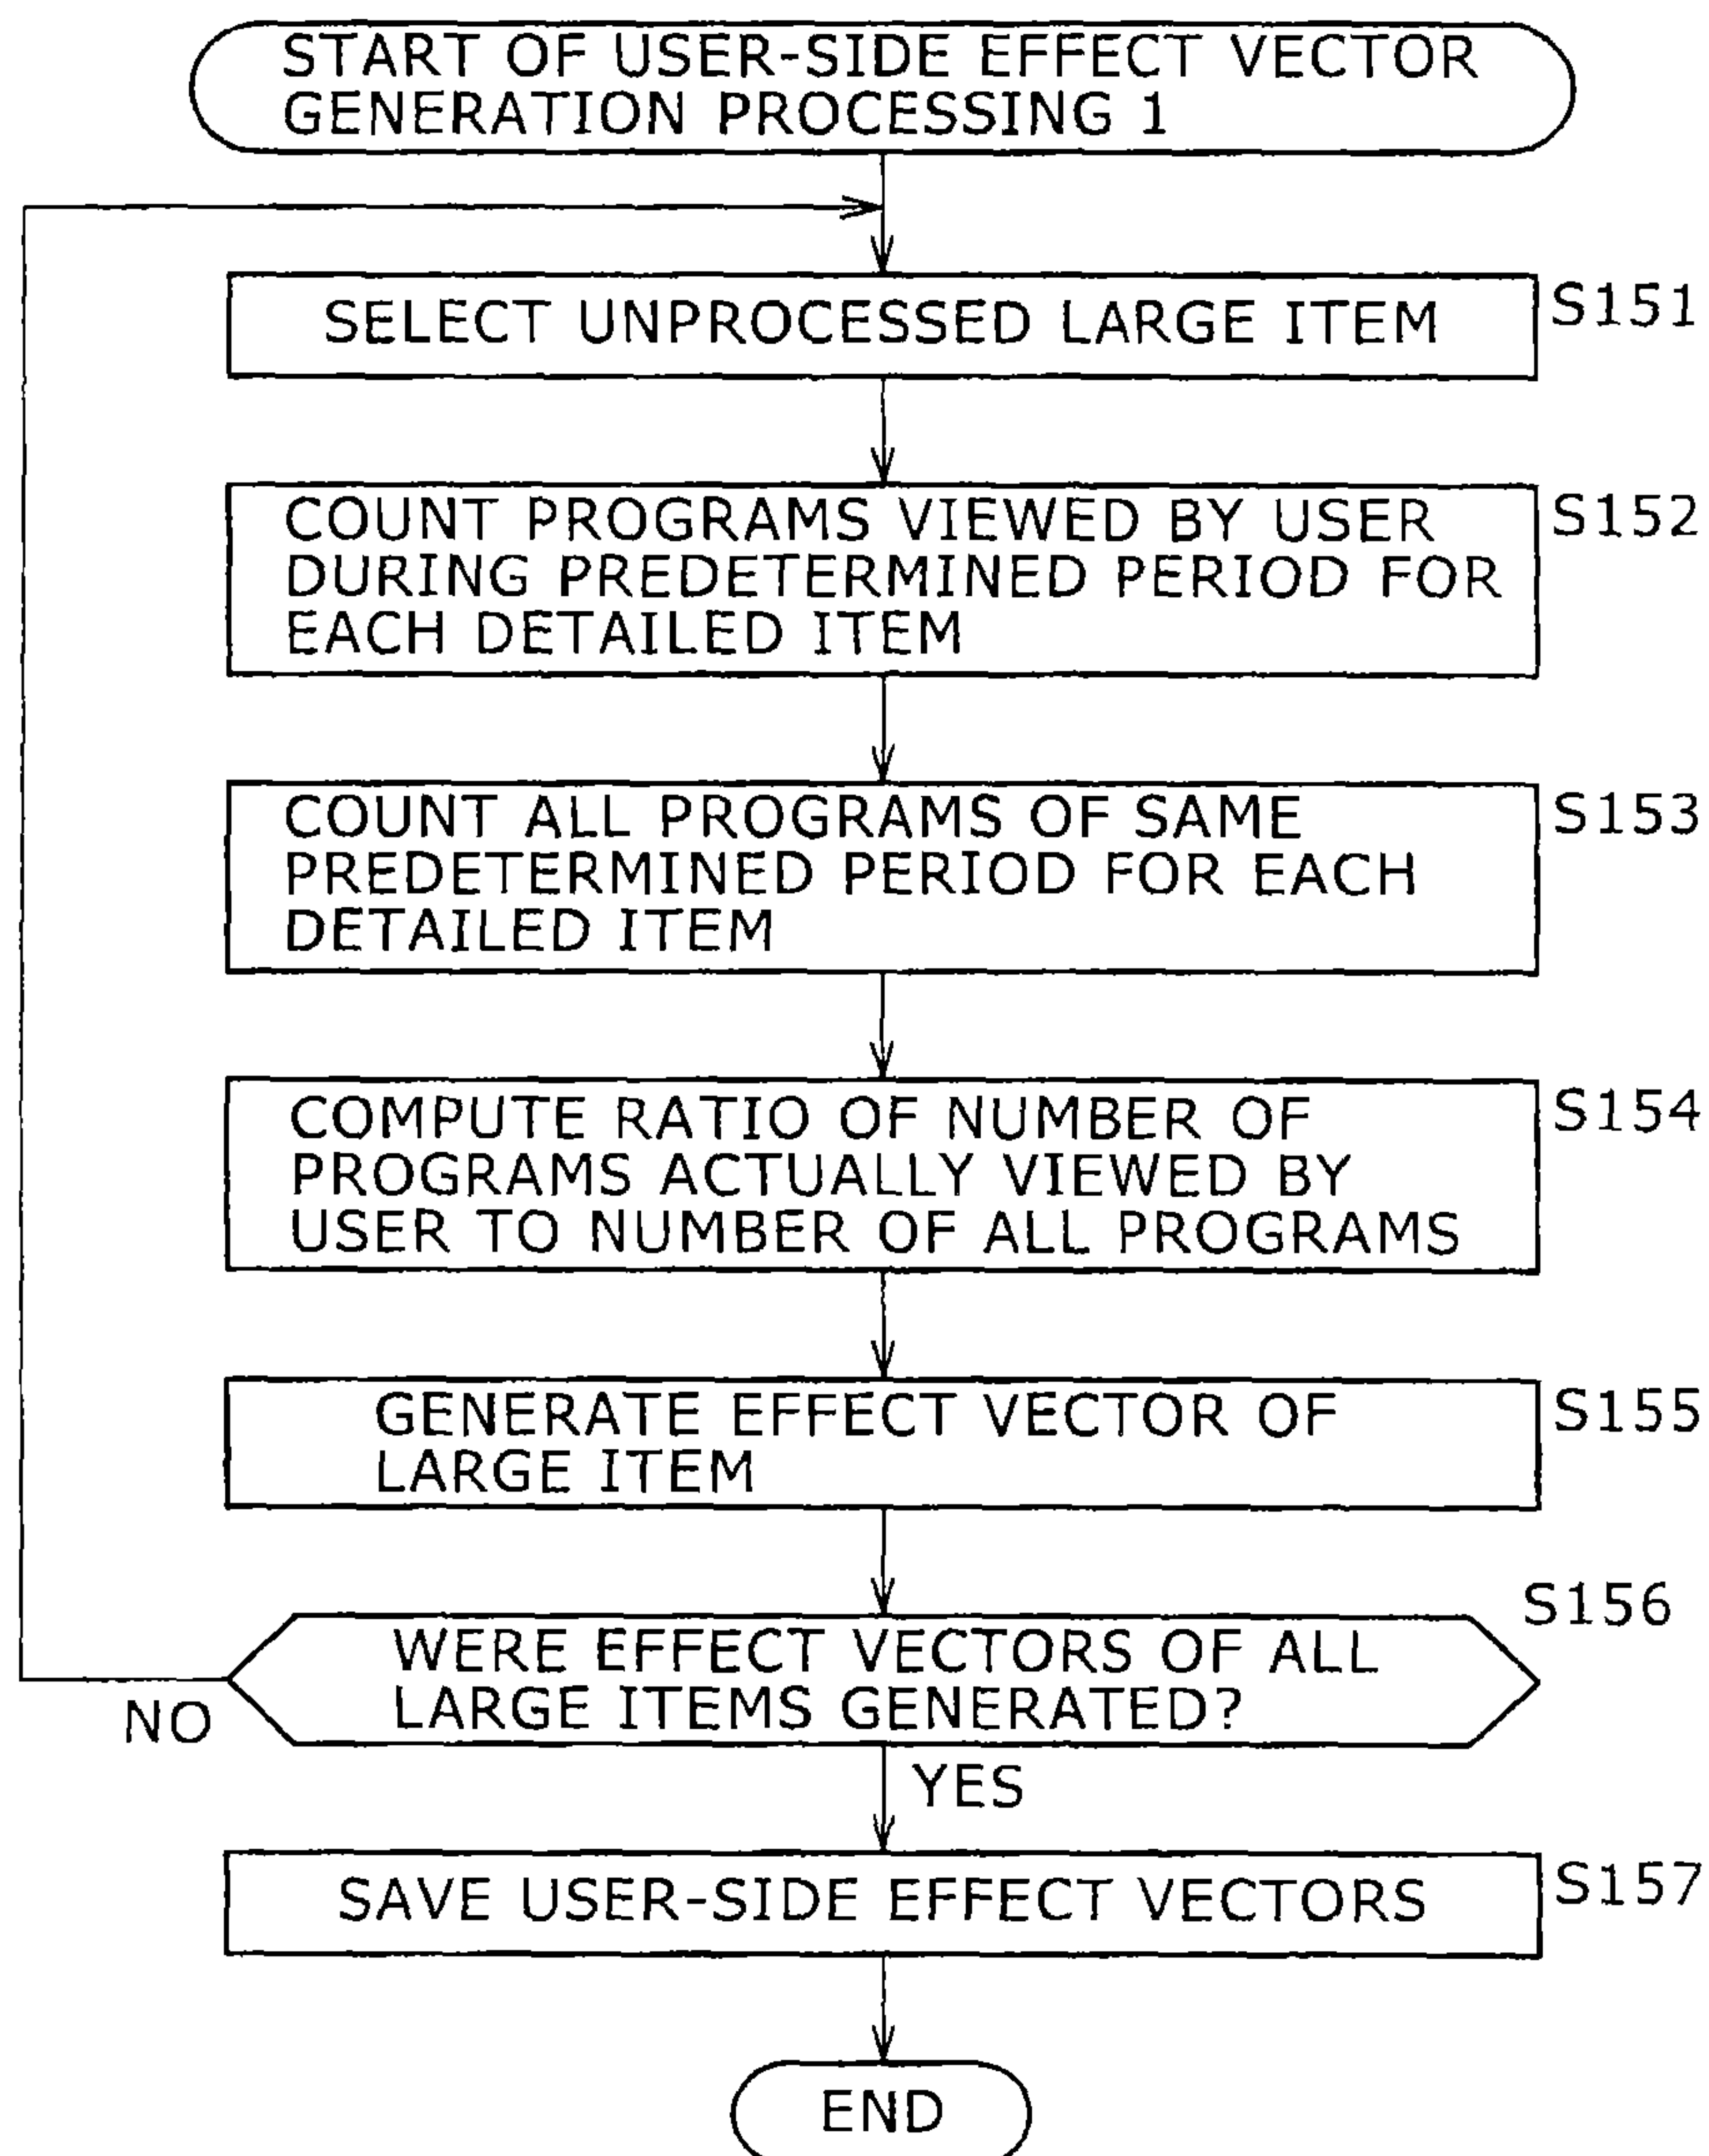 START OF USER-SIDE EFFECT VECTOR
GENERATION PROCESSING 1
SELECT UNPROCESSED LARGE ITEM
S151
COUNT PROGRAMS VIEWED BY USER
DURING PREDETERMINED PERIOD FOR
EACH DETAILED ITEM
S152
COUNT ALL PROGRAMS OF SAME
PREDETERMINED PERIOD FOR EACH
DETAILED ITEM
S153
COMPUTE RATIO OF NUMBER OF
PROGRAMS ACTUALLY VIEWED BY
USER TO NUMBER OF ALL PROGRAMS
S154
GENERATE EFFECT VECTOR OF
LARGE ITEM
S155
WERE EFFECT VECTORS OF ALL
LARGE ITEMS GENERATED?
S156
NO
YES
SAVE USER-SIDE EFFECT VECTORS
S157
END